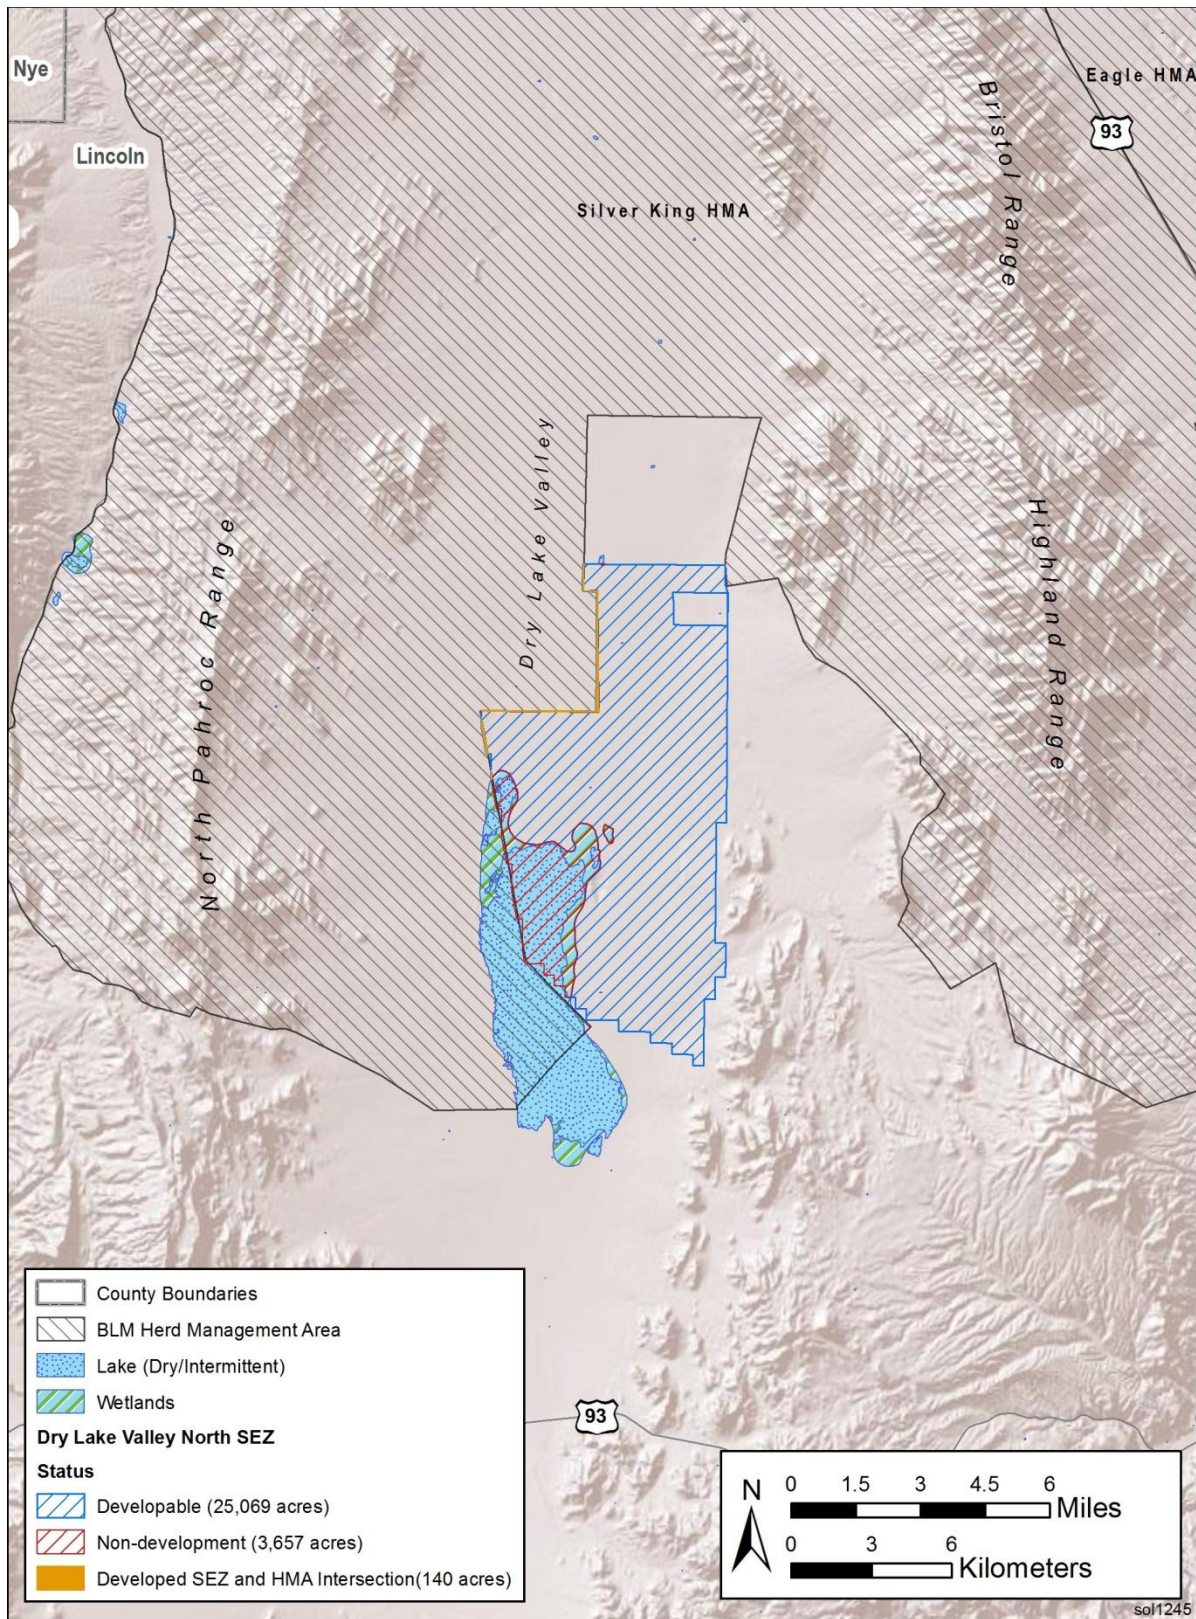 Nye
Eagle HMA
93
Lincoln
Bristol Range
Silver King HMA
Dry Lake Valley
Highland Range
North Pahroc Range
County Boundaries
BLM Herd Management Area
Lake (Dry/Intermittent)
Wetlands
Dry Lake Valley North SEZ
Status
Developable (25,069 acres)
Non-development (3,657 acres)
Developed SEZ and HMA Intersection(140 acres)
93
N
0 1.5 3 4.5 6
Miles
0 3 6
Kilometers
sol1245